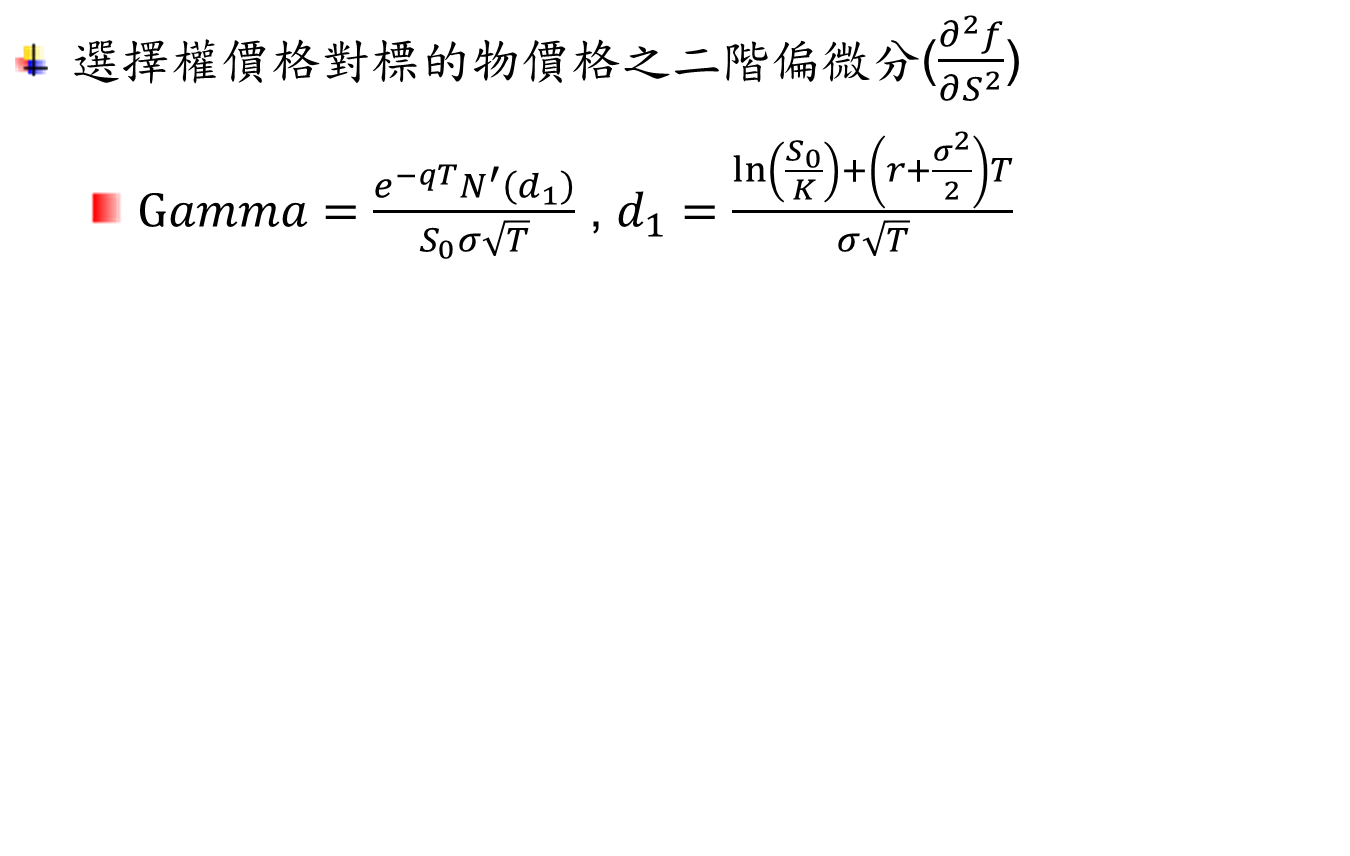 選擇權價格對標的物價格之二階偏微分(∂²f/∂S²)
Gamma = e^{-qT}N′(d₁)/(S₀σ√T) , d₁ = (ln(S₀/K)+(r+σ²/2)T)/(σ√T)